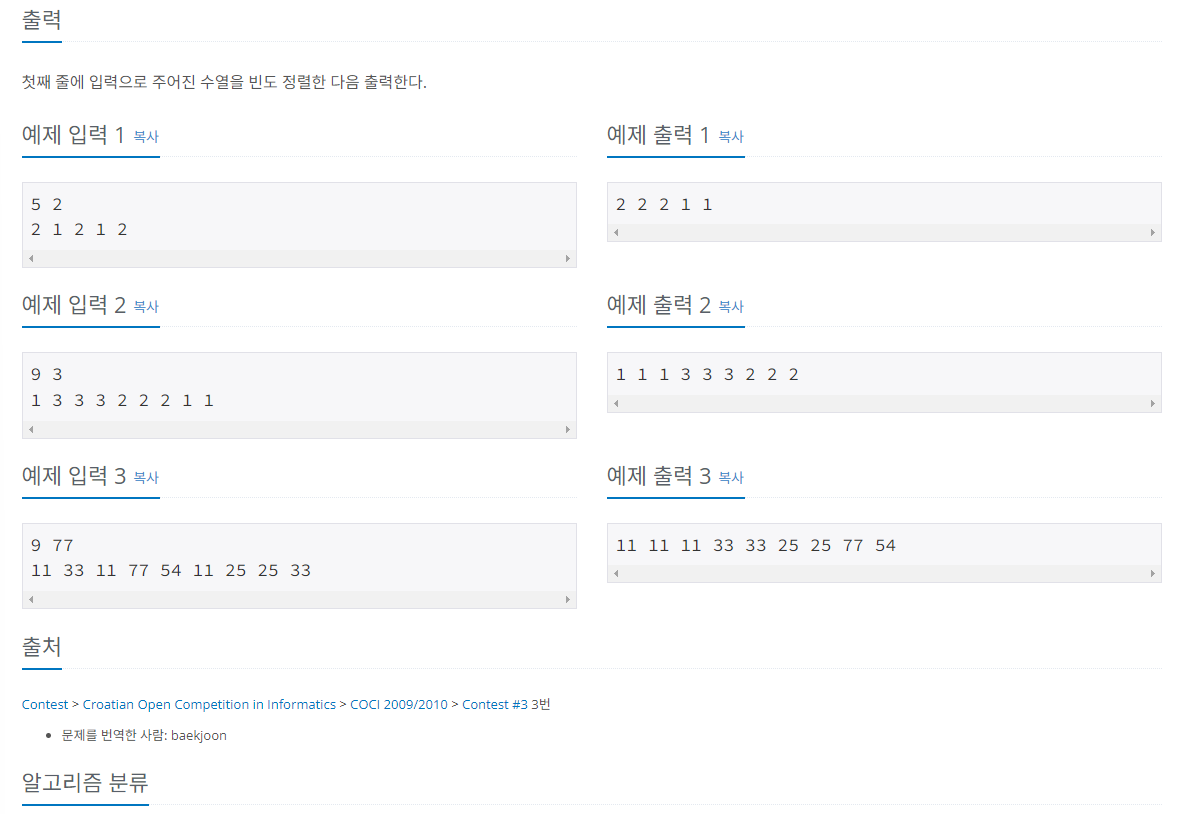 출력
첫째 줄에 입력으로 주어진 수열을 빈도 정렬한 다음 출력한다.
예제 입력 1 복사
5 2
2 1 2 1 2
예제 출력 1 복사
2 2 2 1 1
예제 입력 2 복사
9 3
1 3 3 3 2 2 2 1 1
예제 출력 2 복사
1 1 1 3 3 3 2 2 2
예제 입력 3 복사
9 77
11 33 11 77 54 11 25 25 33
예제 출력 3 복사
11 11 11 33 33 25 25 77 54
출처
Contest > Croatian Open Competition in Informatics > COCI 2009/2010 > Contest #3 3번
문제를 번역한 사람: baekjoon
알고리즘 분류